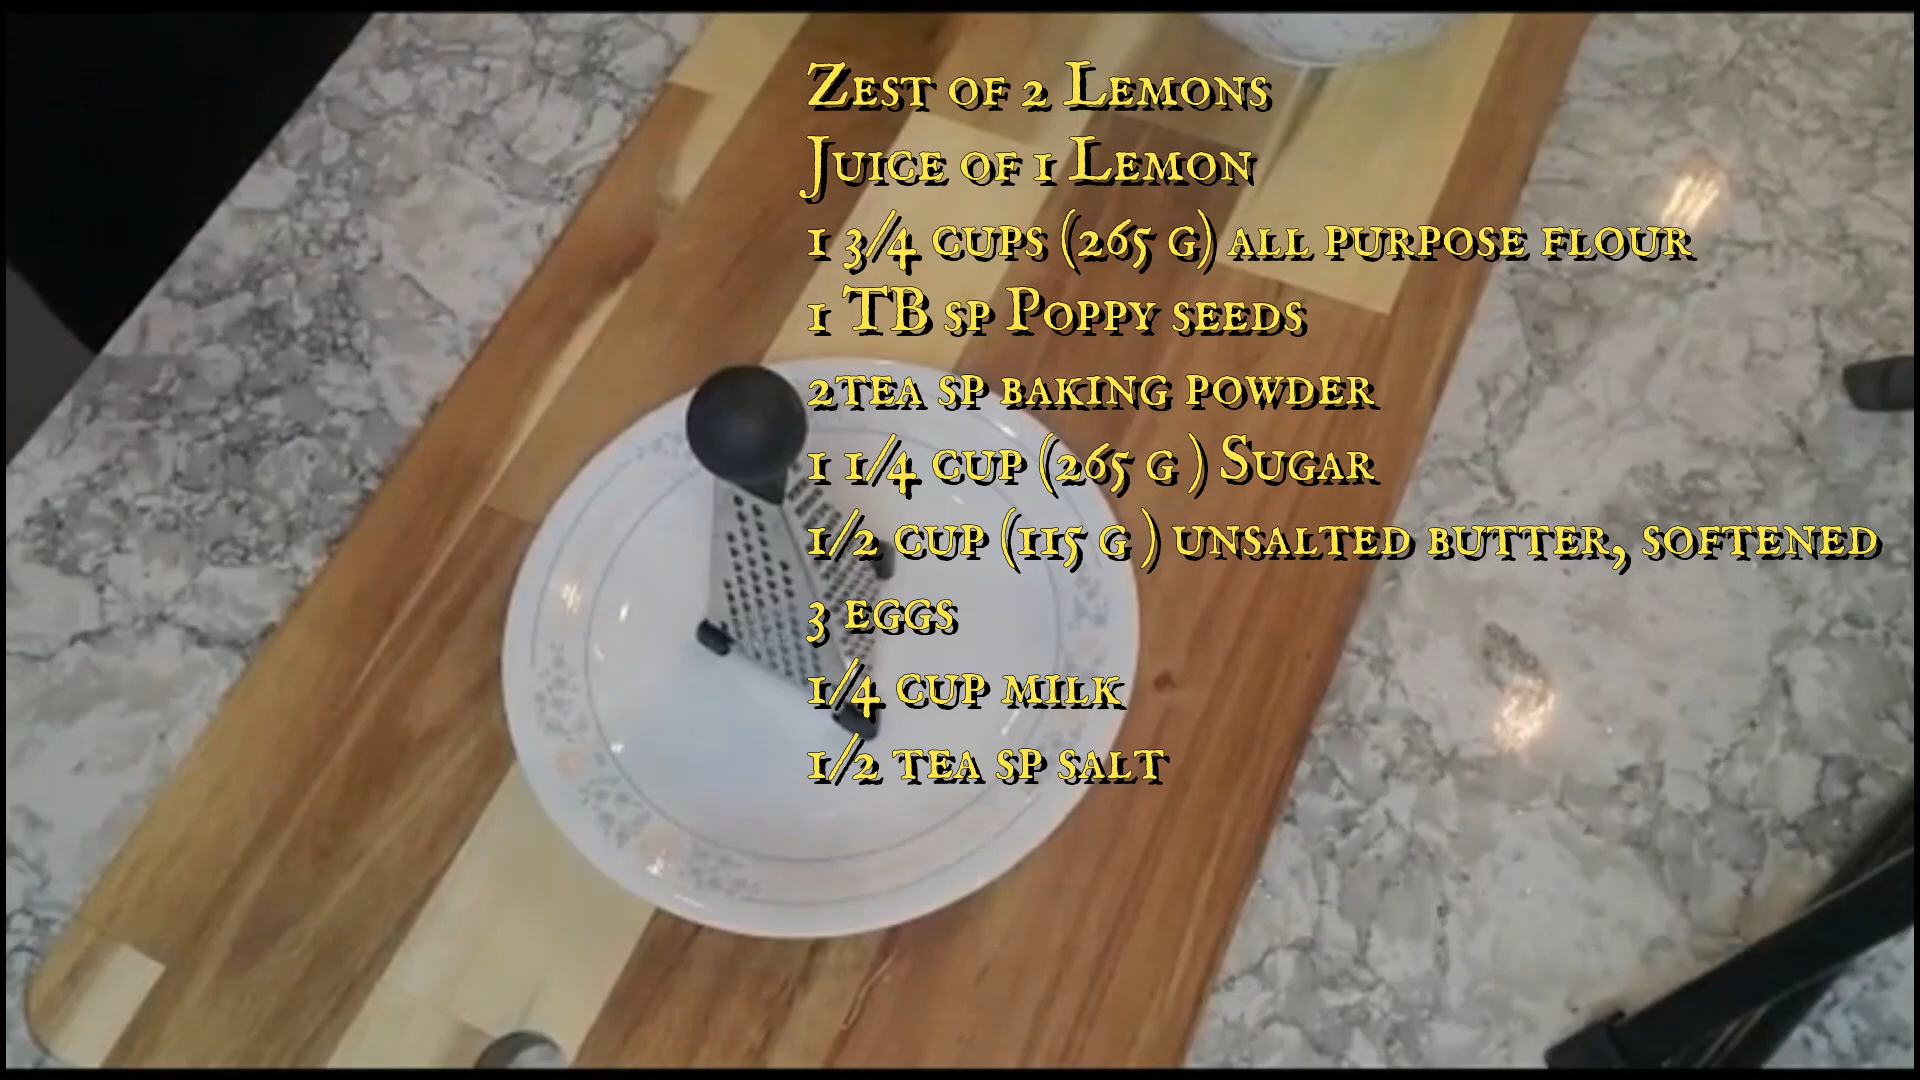 Zest of 2 Lemons
Juice of 1 Lemon
1 3/4 cups (265 g) all purpose flour
1 TB sp Poppy seeds
2tea sp baking powder
1 1/4 cup (265 g ) Sugar
1/2 cup (115 g ) unsalted butter, softened
3 eggs
1/4 cup milk
1/2 tea sp salt